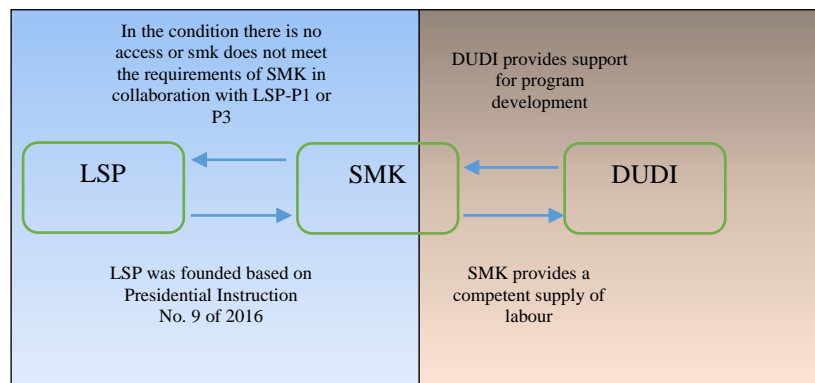 In the condition there is no
access or smk does not meet
the requirements of SMK in
collaboration with LSP-P1 or
P3
DUDI provides support
for program
development
LSP
SMK
DUDI
LSP was founded based on
Presidential Instruction
No. 9 of 2016
SMK provides a
competent supply of
labour